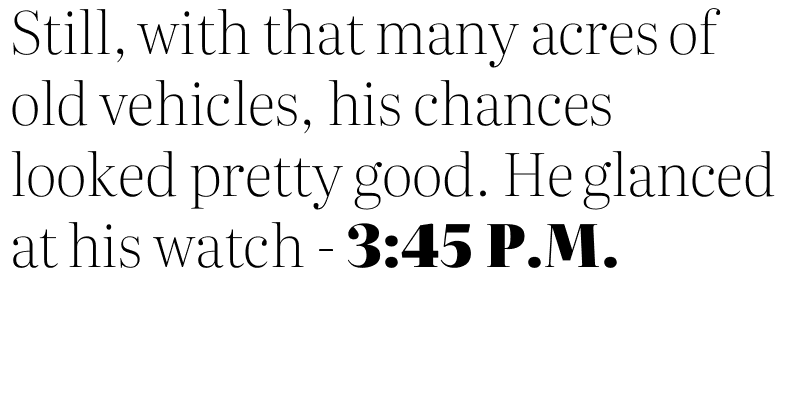 Still, with that many acres of
old vehicles, his chances
looked pretty good. He glanced
at his watch - 3:45 P.M.